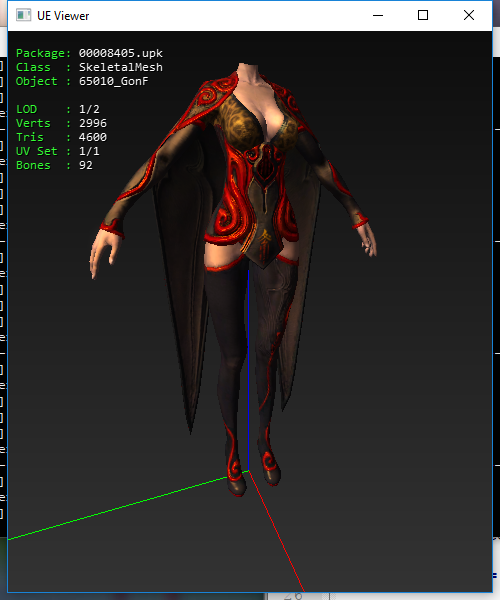 UE Viewer
Package: 00008405.upk
Class : SkeletalMesh
Object : 65010_GonF
LOD : 1/2
Verts : 2996
Tris : 4600
UV Set : 1/1
Bones : 92